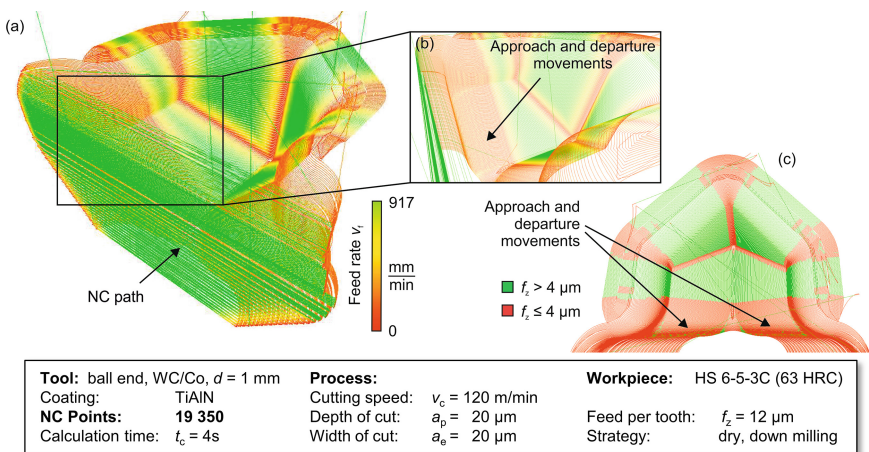 (a)
(b)
Approach and departure
movements
(c)
Approach and
departure
movements
NC path
Feed rate v_f
917
mm
min
0
f_z > 4 µm
f_z ≤ 4 µm
Tool: ball end, WC/Co, d = 1 mm
Coating: TiAlN
NC Points: 19 350
Calculation time: t_c = 4s
Process:
Cutting speed: v_c = 120 m/min
Depth of cut: a_p = 20 µm
Width of cut: a_e = 20 µm
Workpiece: HS 6-5-3C (63 HRC)
Feed per tooth: f_z = 12 µm
Strategy: dry, down milling